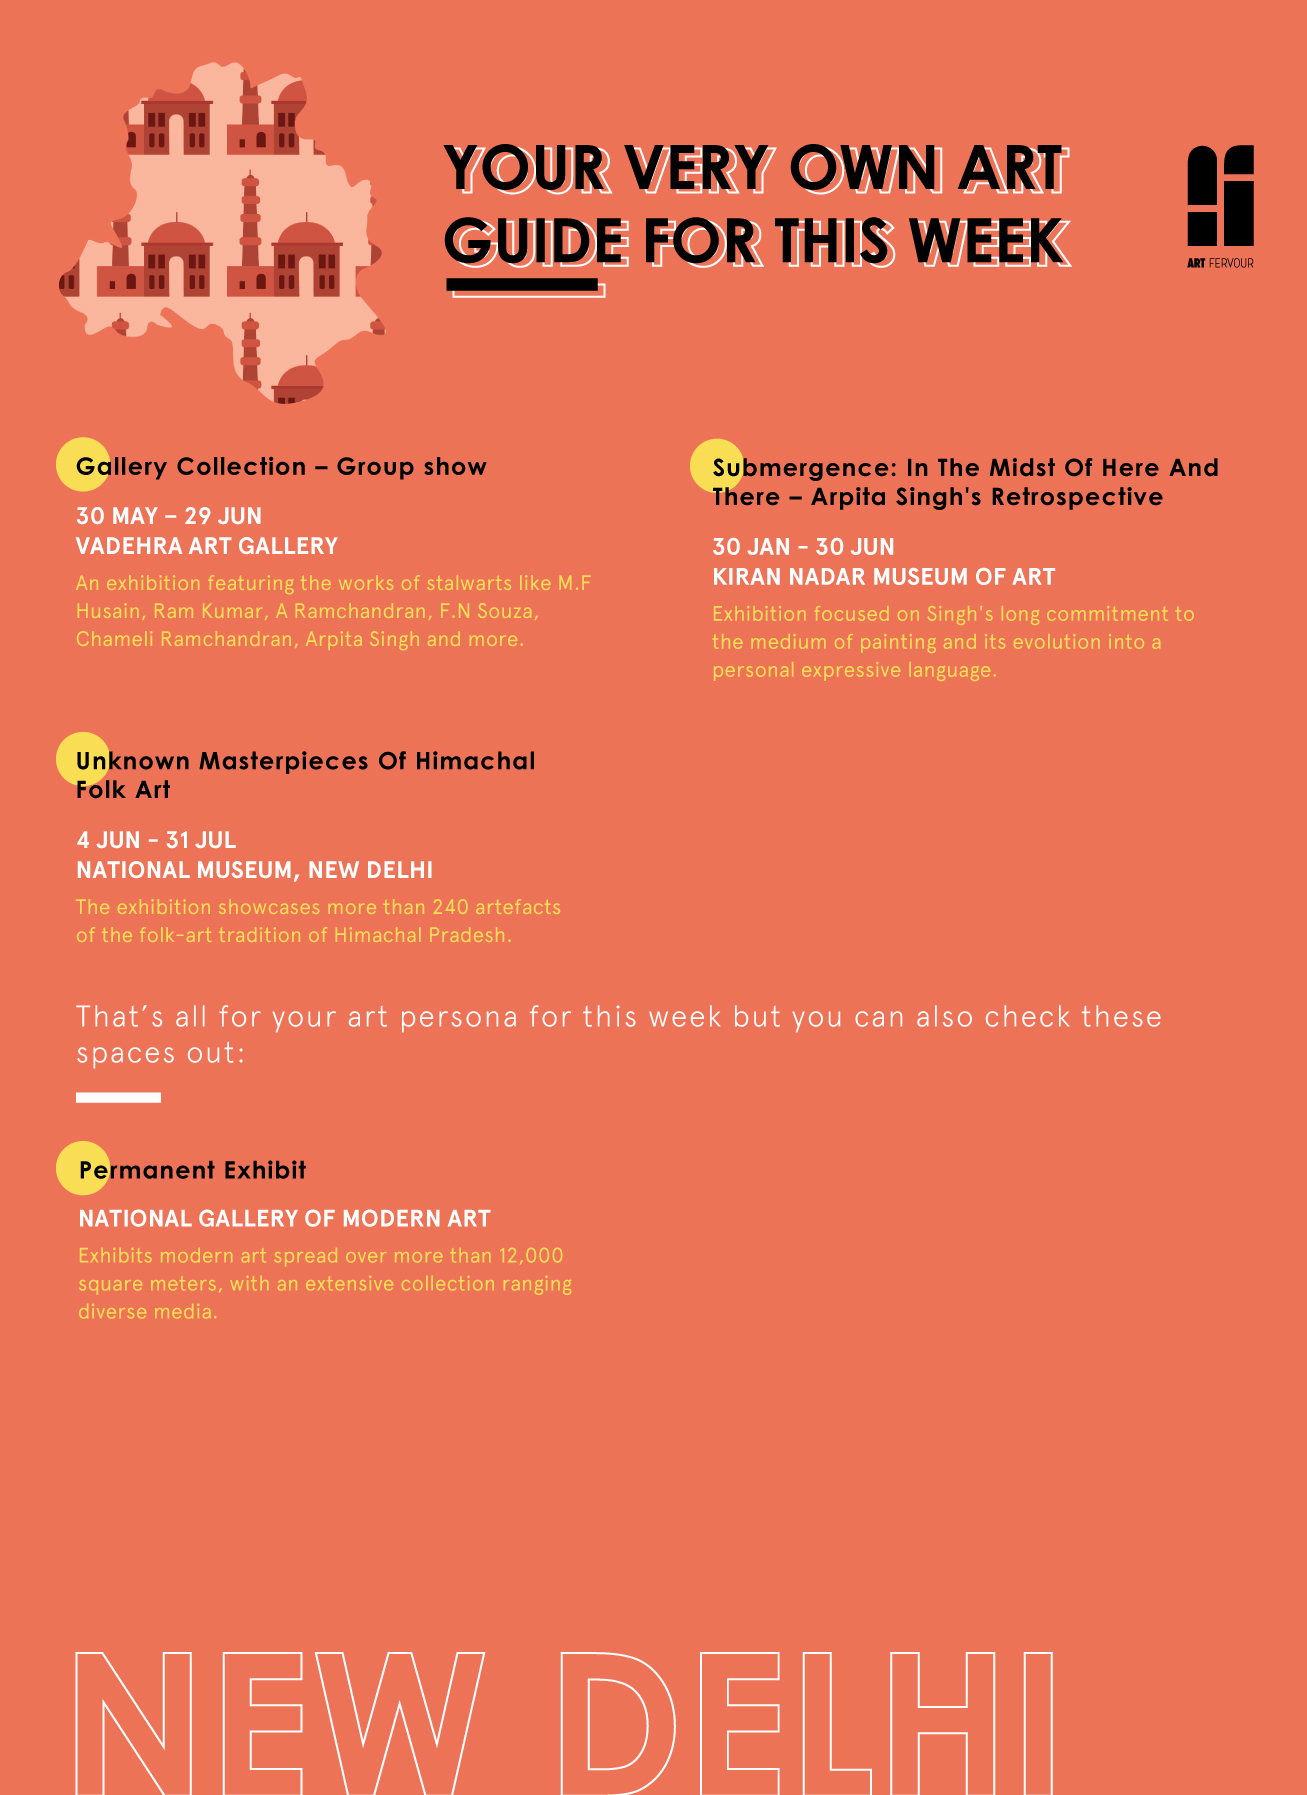 YOUR VERY OWN ART
GUIDE FOR THIS WEEK
ART FERVOUR
Gallery Collection – Group show
30 MAY – 29 JUN
VADEHRA ART GALLERY
An exhibition featuring the works of stalwarts like M.F
Husain, Ram Kumar, A Ramchandran, F.N Souza,
Chameli Ramchandran, Arpita Singh and more.
Submergence: In The Midst Of Here And
There – Arpita Singh's Retrospective
30 JAN - 30 JUN
KIRAN NADAR MUSEUM OF ART
Exhibition focused on Singh's long commitment to
the medium of painting and its evolution into a
personal expressive language.
Unknown Masterpieces Of Himachal
Folk Art
4 JUN - 31 JUL
NATIONAL MUSEUM, NEW DELHI
The exhibition showcases more than 240 artefacts
of the folk-art tradition of Himachal Pradesh.
That´s all for your art persona for this week but you can also check these
spaces out:
Permanent Exhibit
NATIONAL GALLERY OF MODERN ART
Exhibits modern art spread over more than 12,000
square meters, with an extensive collection ranging
diverse media.
NEW DELHI